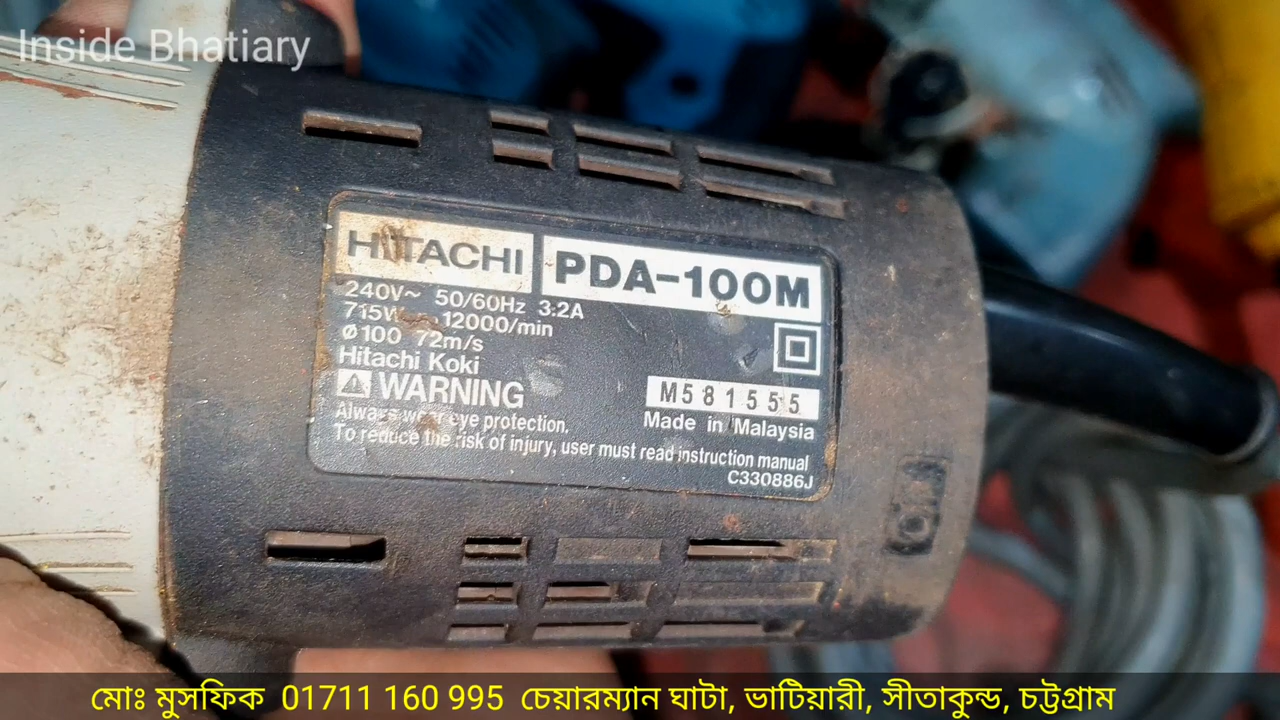 Inside Bhatiary
HITACHI PDA-100M
240V~ 50/60Hz 3.2A
715W 12000/min
ø100 72m/s
Hitachi Koki
WARNING
M581555
Always wear eye protection.
Made in Malaysia
To reduce the risk of injury, user must read instruction manual
C330886J
মোঃ মুসফিক 01711 160 995 চেয়ারম্যান ঘাটা, ভাটিয়ারী, সীতাকুন্ড, চট্টগ্রাম